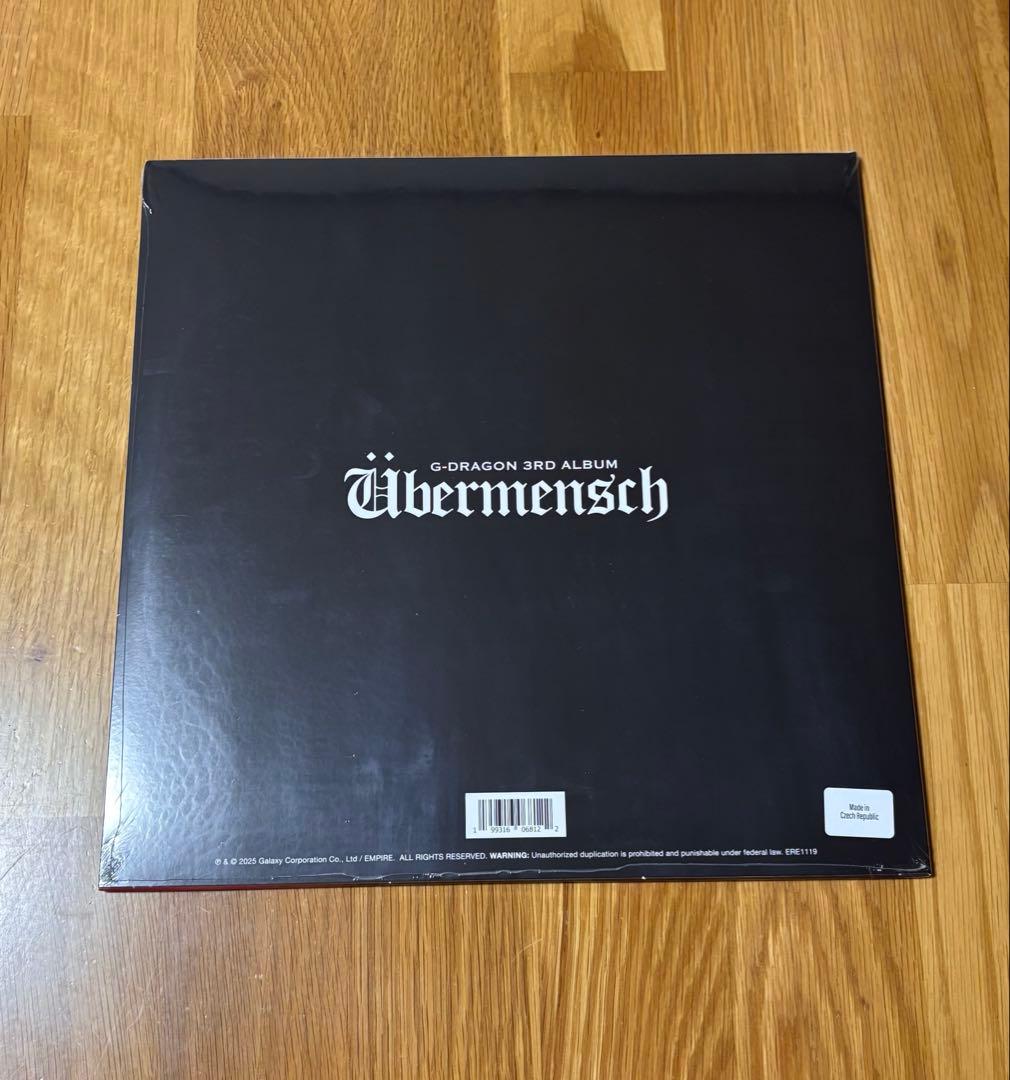 G-DRAGON 3RD ALBUM
Übermensch
1 99316 06812 2
Made in
Czech Republic
℗ & © 2025 Galaxy Corporation Co., Ltd / EMPIRE. ALL RIGHTS RESERVED. WARNING: Unauthorized duplication is prohibited and punishable under federal law. ERE1119